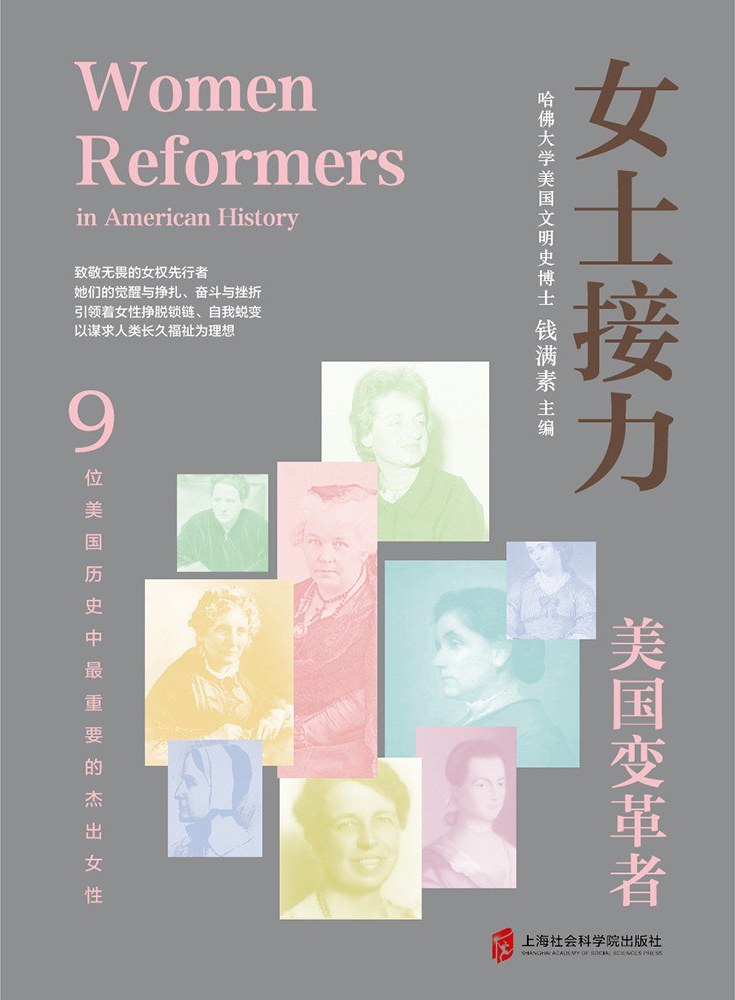 Women
Reformers
in American History
女士接力
哈佛大学美国文明史博士 钱满素 主编
致敬无畏的女权先行者
她们的觉醒与挣扎、奋斗与挫折
引领着女性挣脱锁链、自我蜕变
以谋求人类长久福祉为理想
9
位美国历史中最重要的杰出女性
美国变革者
上海社会科学院出版社
SHANGHAI ACADEMY OF SOCIAL SCIENCES PRESS